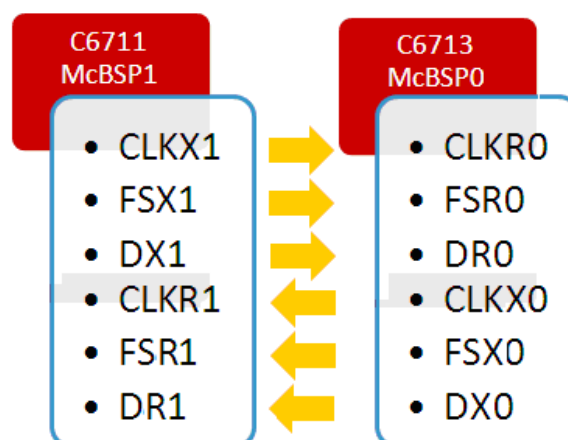 C6711
McBSP1
• CLKX1
• FSX1
• DX1
• CLKR1
• FSR1
• DR1
C6713
McBSP0
• CLKR0
• FSR0
• DR0
• CLKX0
• FSX0
• DX0